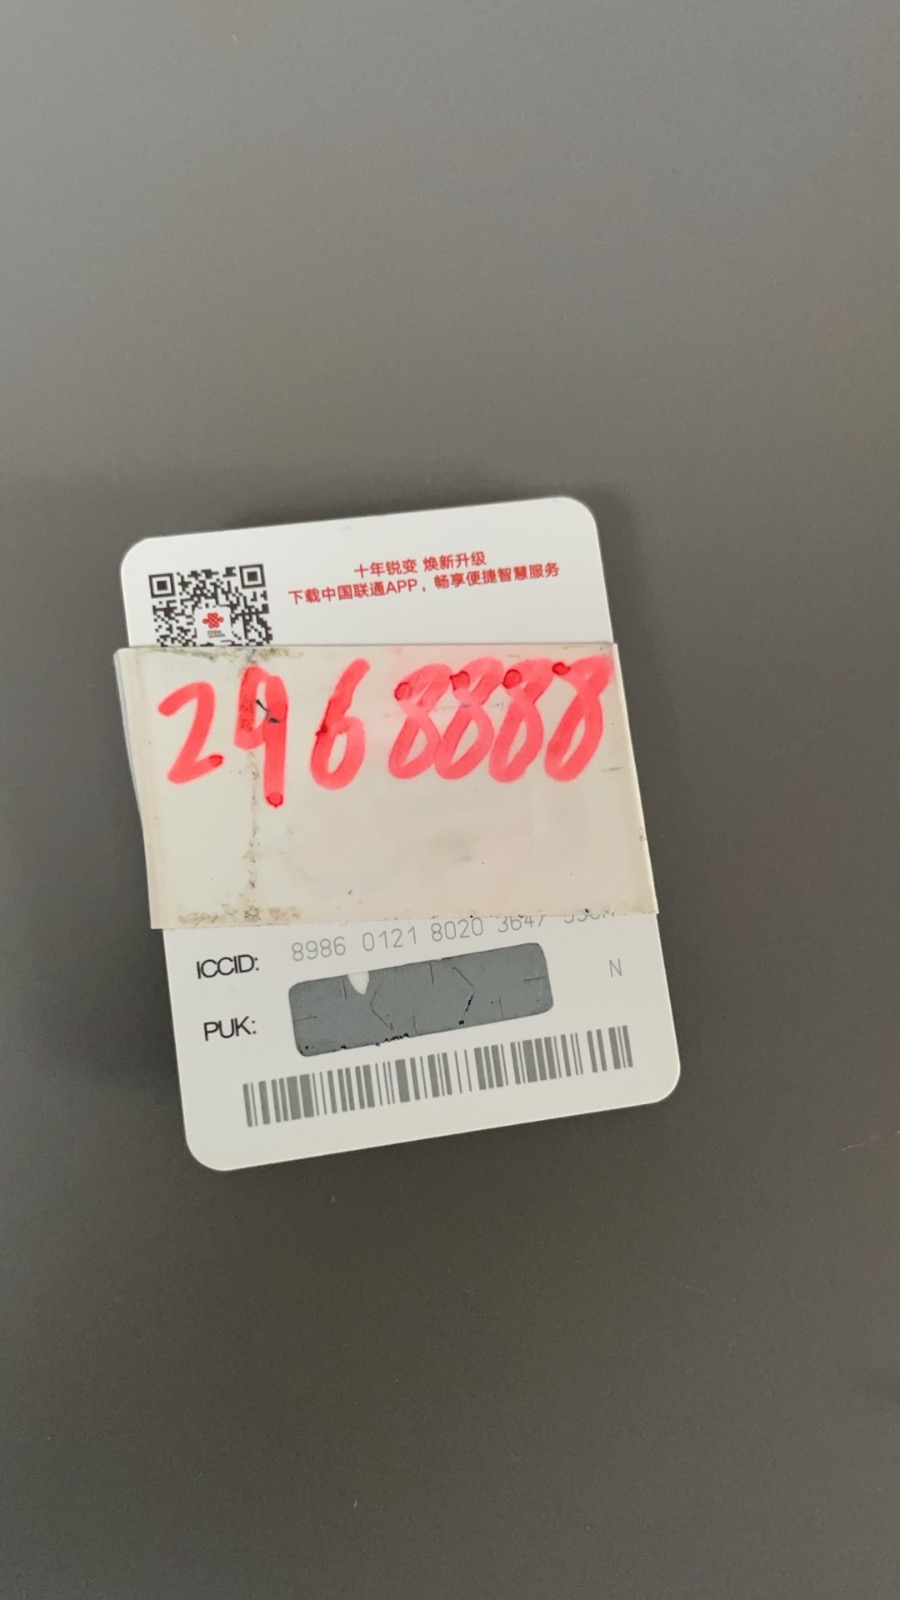 十年锐变 焕新升级
下载中国联通APP，畅享便捷智慧服务
2968888
ICCID: 8986 0121 8020 3647
N
PUK: